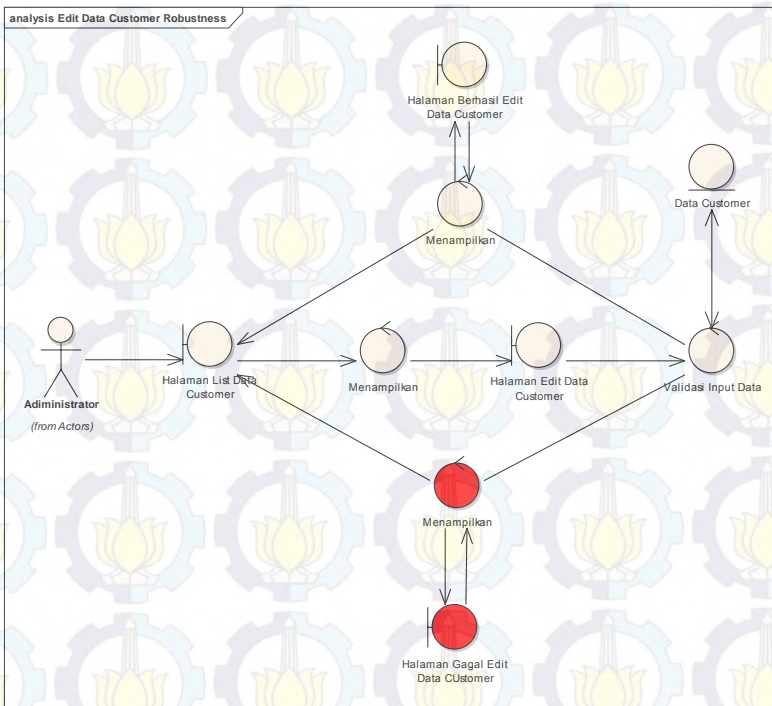 analysis Edit Data Customer Robustness
Halaman Berhasil Edit
Data Customer
Data Customer
Menampilkan
Adiministrator
(from Actors)
Halaman List Data
Customer
Menampilkan
Halaman Edit Data
Customer
Validasi Input Data
Menampilkan
Halaman Gagal Edit
Data CUstomer